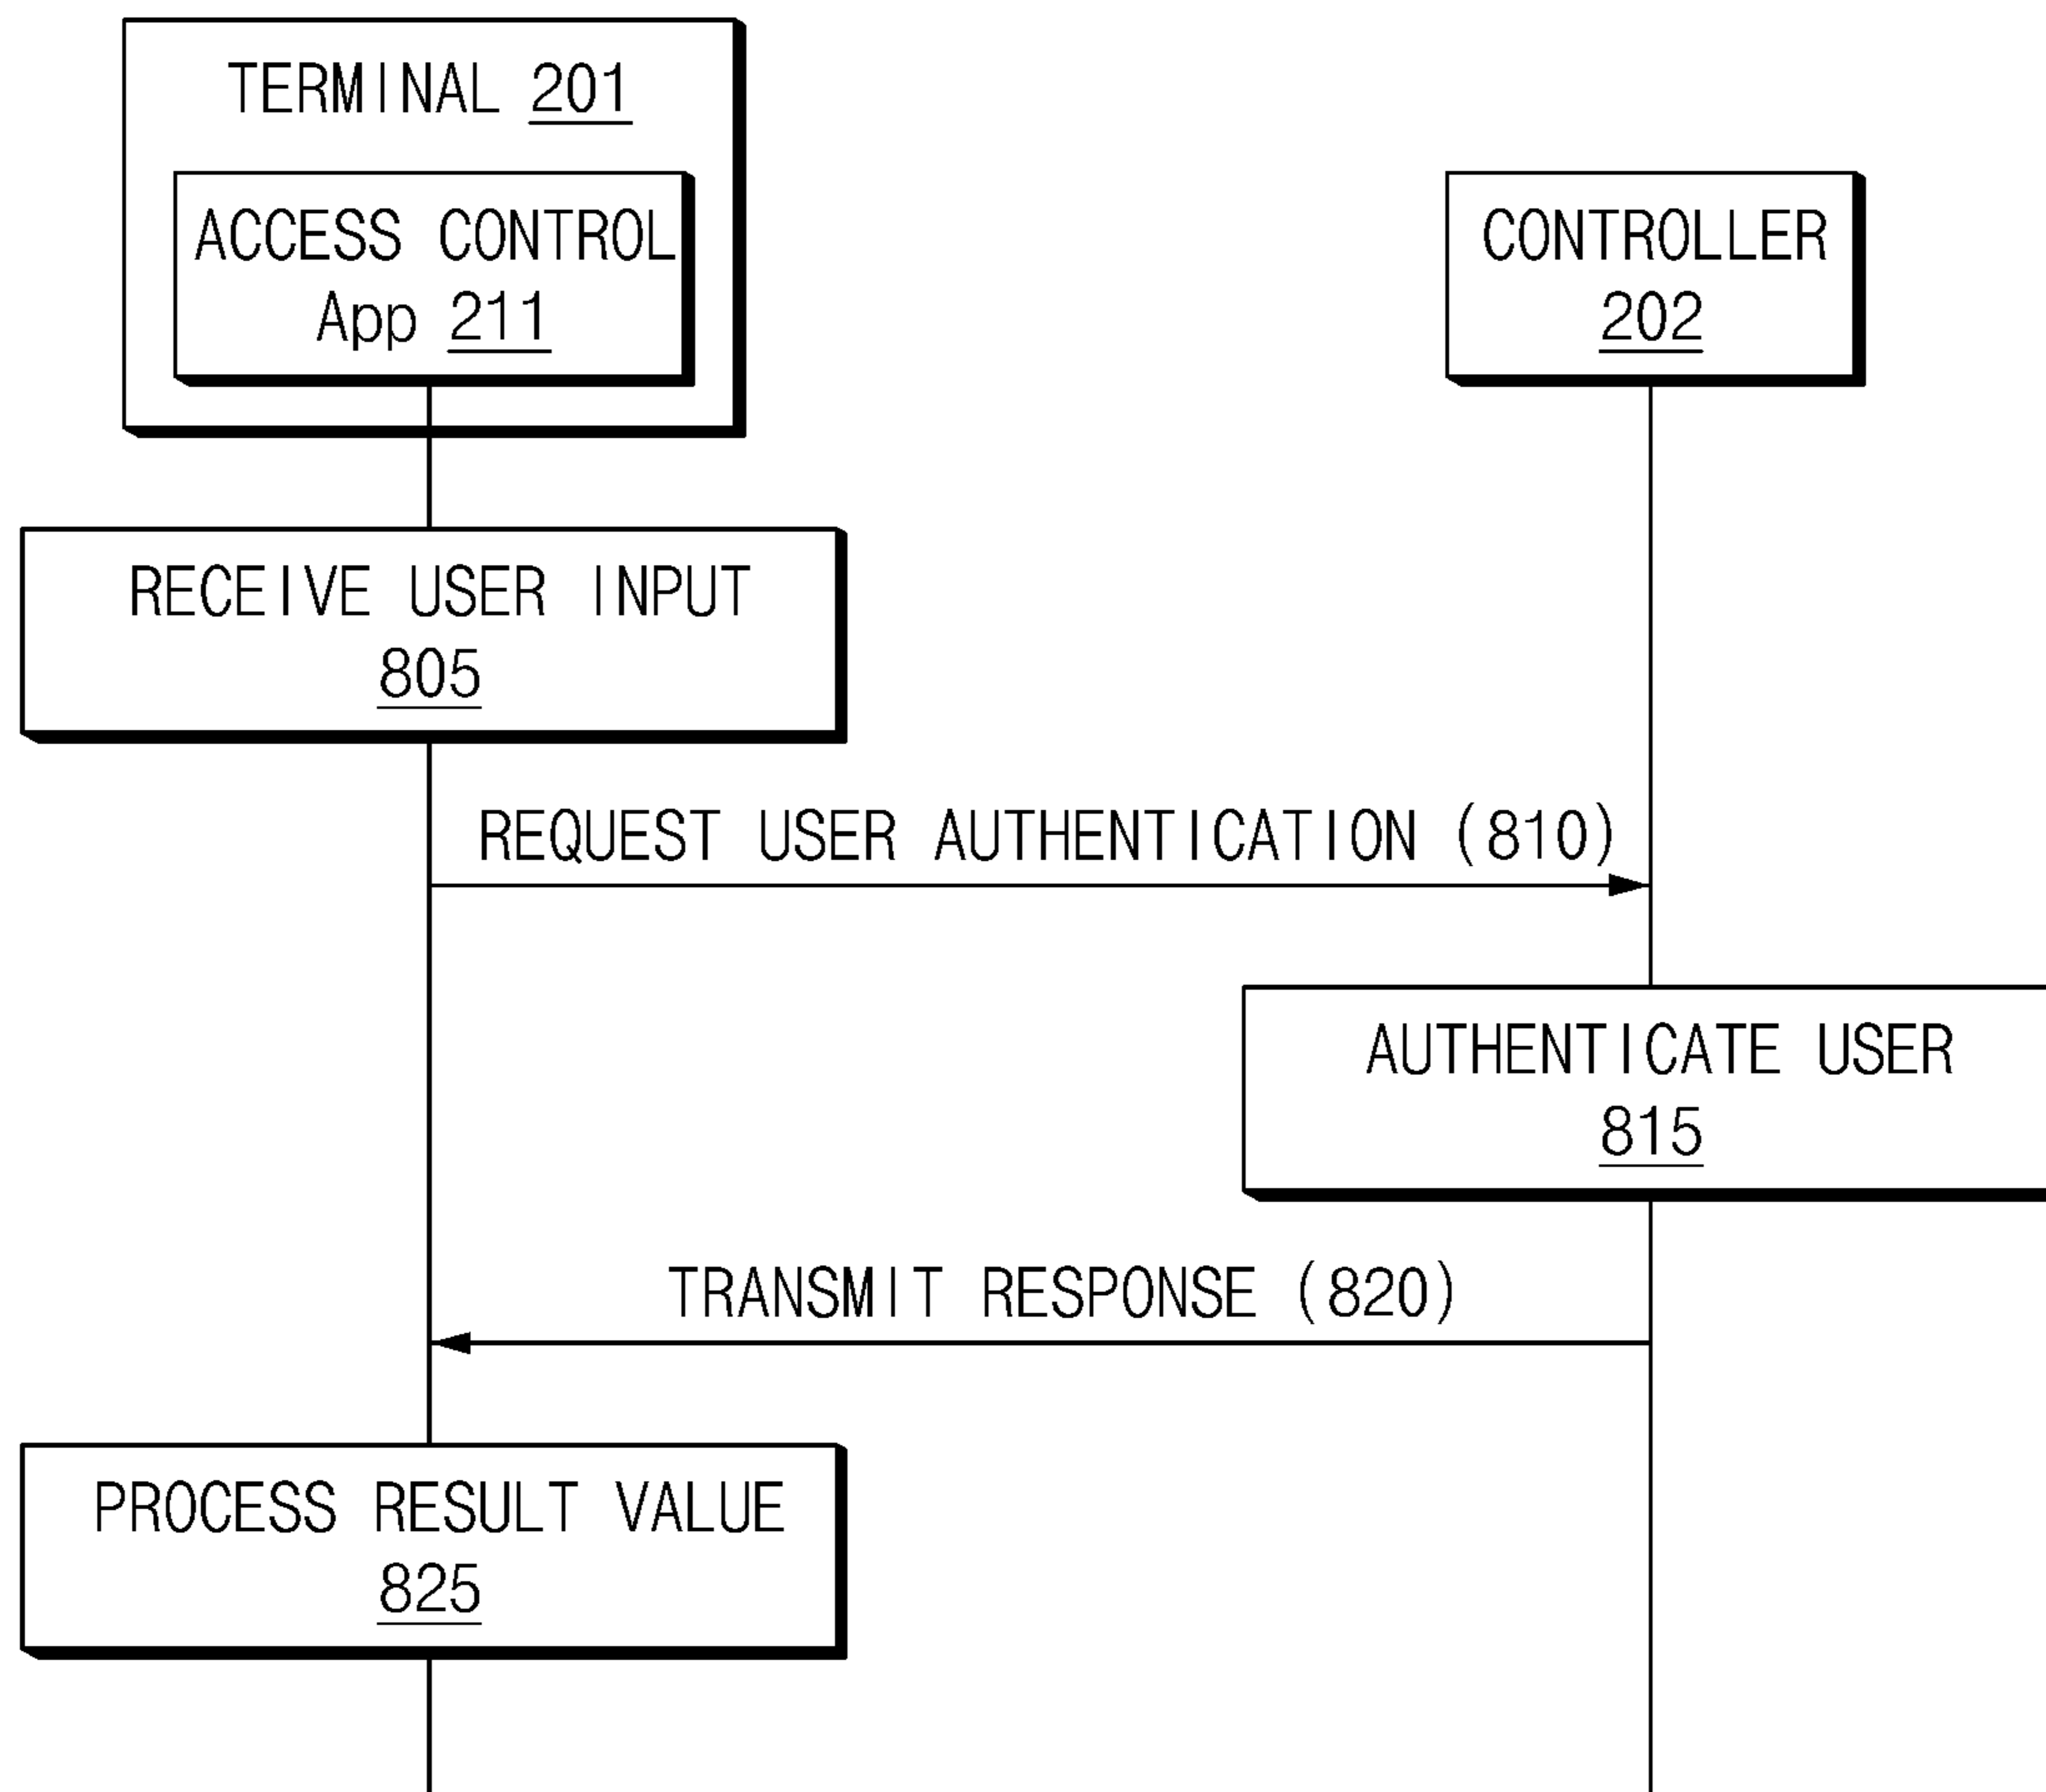 TERMINAL 201
ACCESS CONTROL
App 211
CONTROLLER
202
RECEIVE USER INPUT
805
REQUEST USER AUTHENTICATION (810)
AUTHENTICATE USER
815
TRANSMIT RESPONSE (820)
PROCESS RESULT VALUE
825